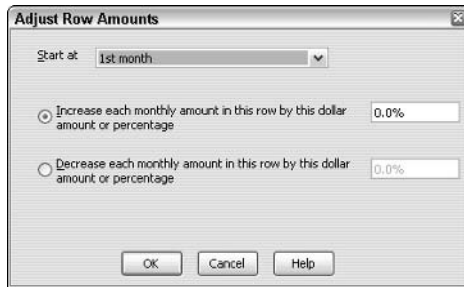 Adjust Row Amounts
Start at 1st month
Increase each monthly amount in this row by this dollar 0.0%
amount or percentage
Decrease each monthly amount in this row by this dollar 0.0%
amount or percentage
OK Cancel Help